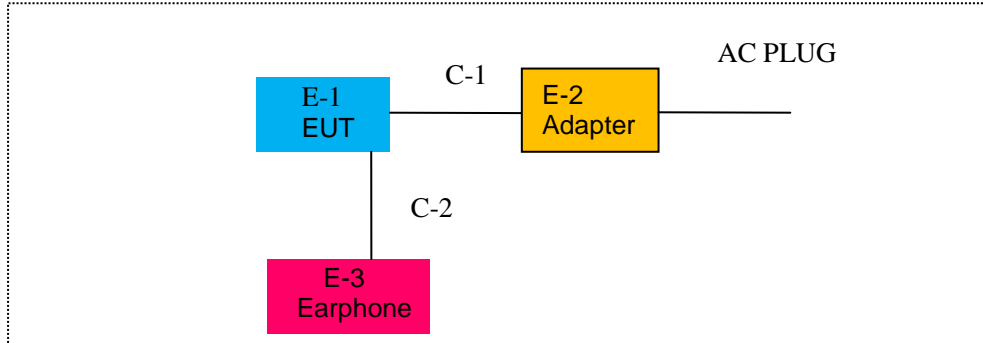 AC PLUG
C-1
E-1
EUT
E-2
Adapter
C-2
E-3
Earphone